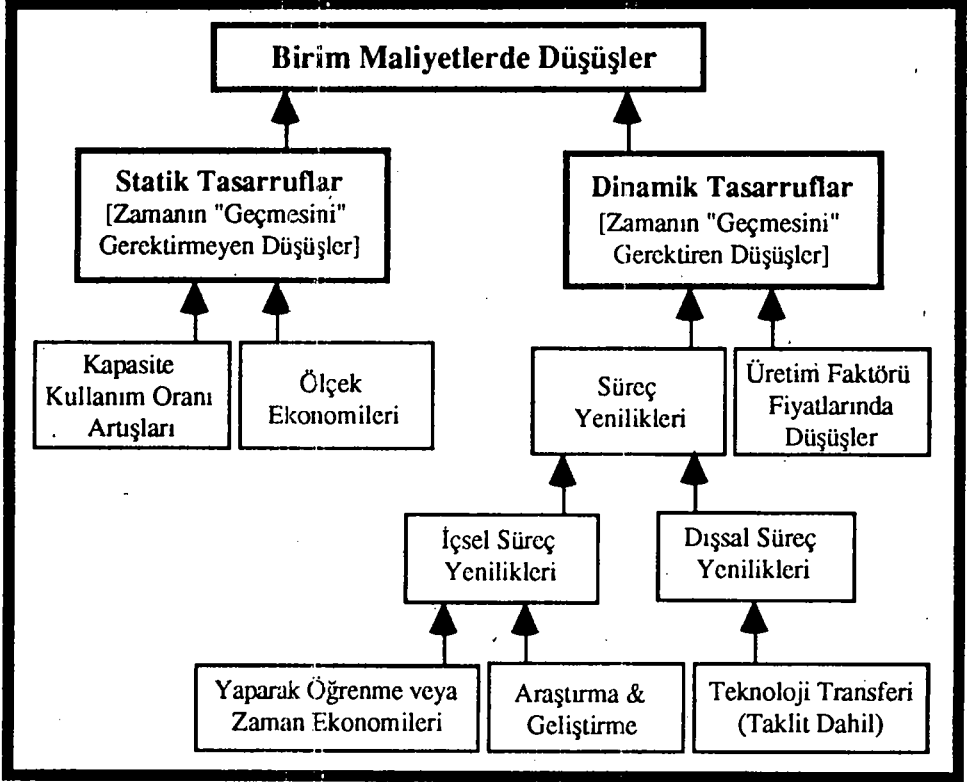 Birim Maliyetlerde Düşüşler
Statik Tasarruflar
[Zamanın "Geçmesini"
Gerektirmeyen Düşüşler]
Dinamik Tasarruflar
[Zamanın "Geçmesini"
Gerektiren Düşüşler]
Kapasite
Kullanım Oranı
Artışları
Ölçek
Ekonomileri
Süreç
Yenilikleri
Üretim Faktörü
Fiyatlarında
Düşüşler
İçsel Süreç
Yenilikleri
Dışsal Süreç
Yenilikleri
Yaparak Öğrenme veya
Zaman Ekonomileri
Araştırma &
Geliştirme
Teknoloji Transferi
(Taklit Dahil)